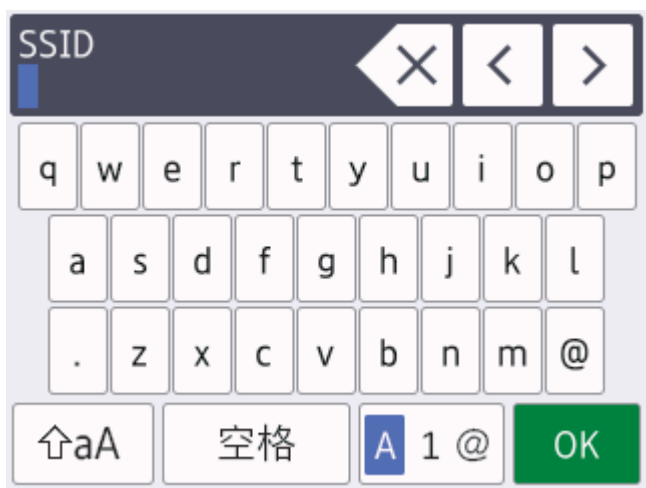 SSID
q w e r t y u i o p
a s d f g h j k l
. z x c v b n m @
⇧aA 空格 A 1 @ OK